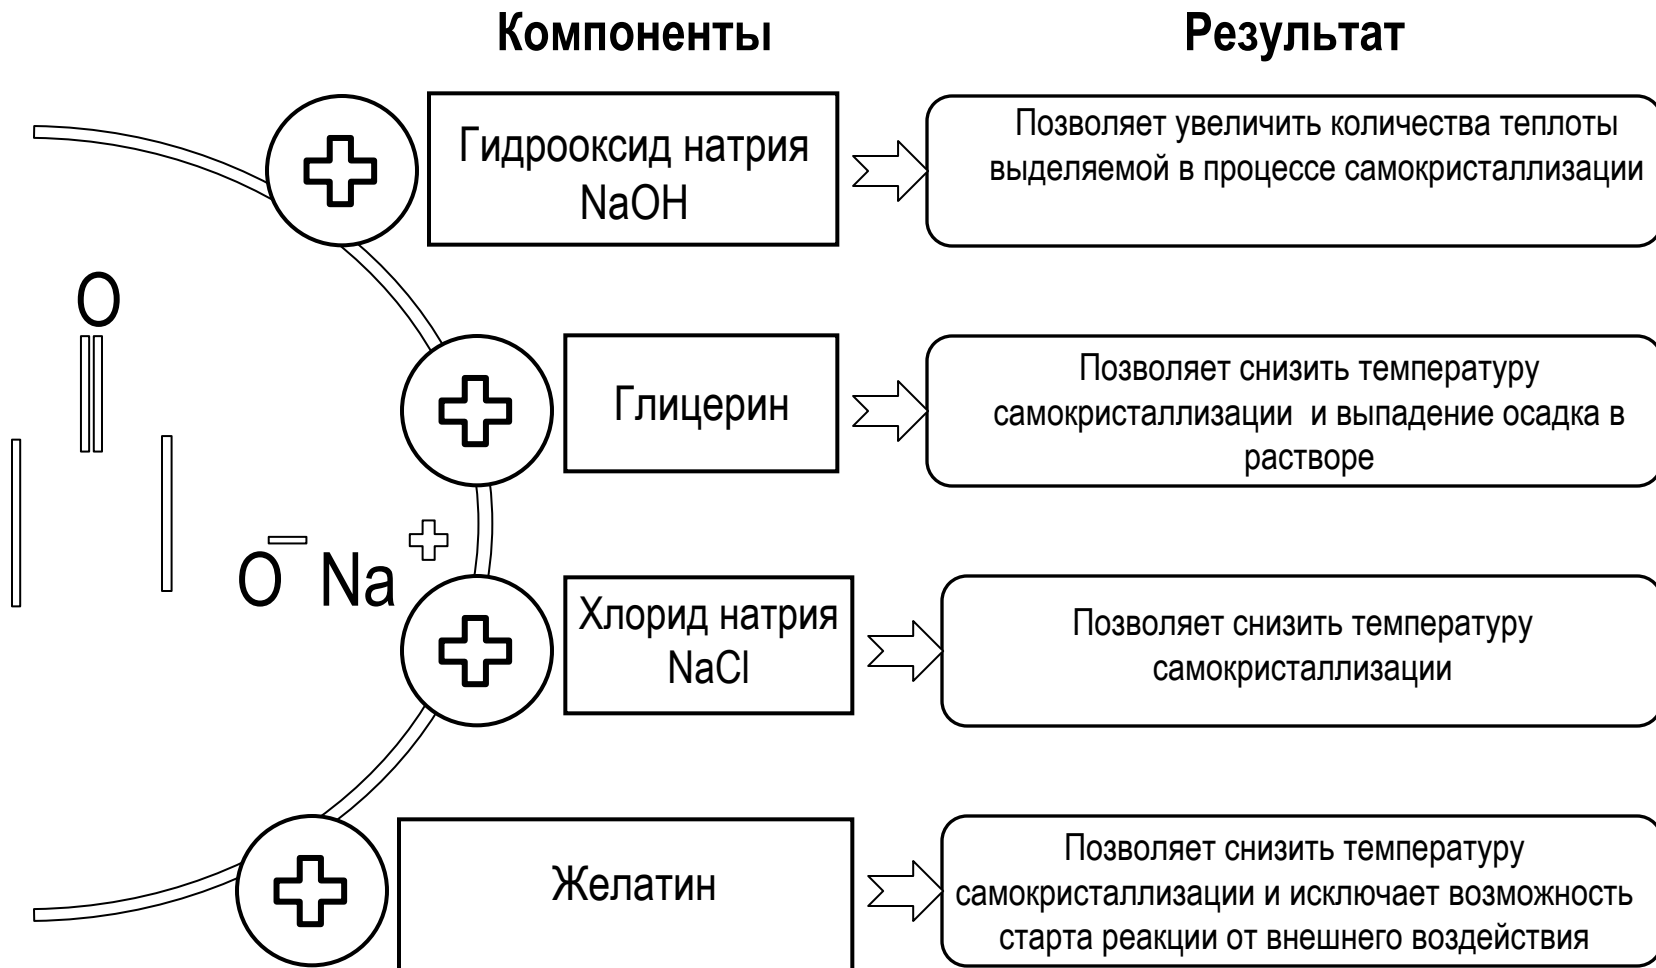 Компоненты
Результат
Гидрооксид натрия
NaOH
Позволяет увеличить количества теплоты
выделяемой в процессе самокристаллизации
O
Глицерин
Позволяет снизить температуру
самокристаллизации и выпадение осадка в
растворе
O¯ Na +
Хлорид натрия
NaCl
Позволяет снизить температуру
самокристаллизации
Желатин
Позволяет снизить температуру
самокристаллизации и исключает возможность
старта реакции от внешнего воздействия